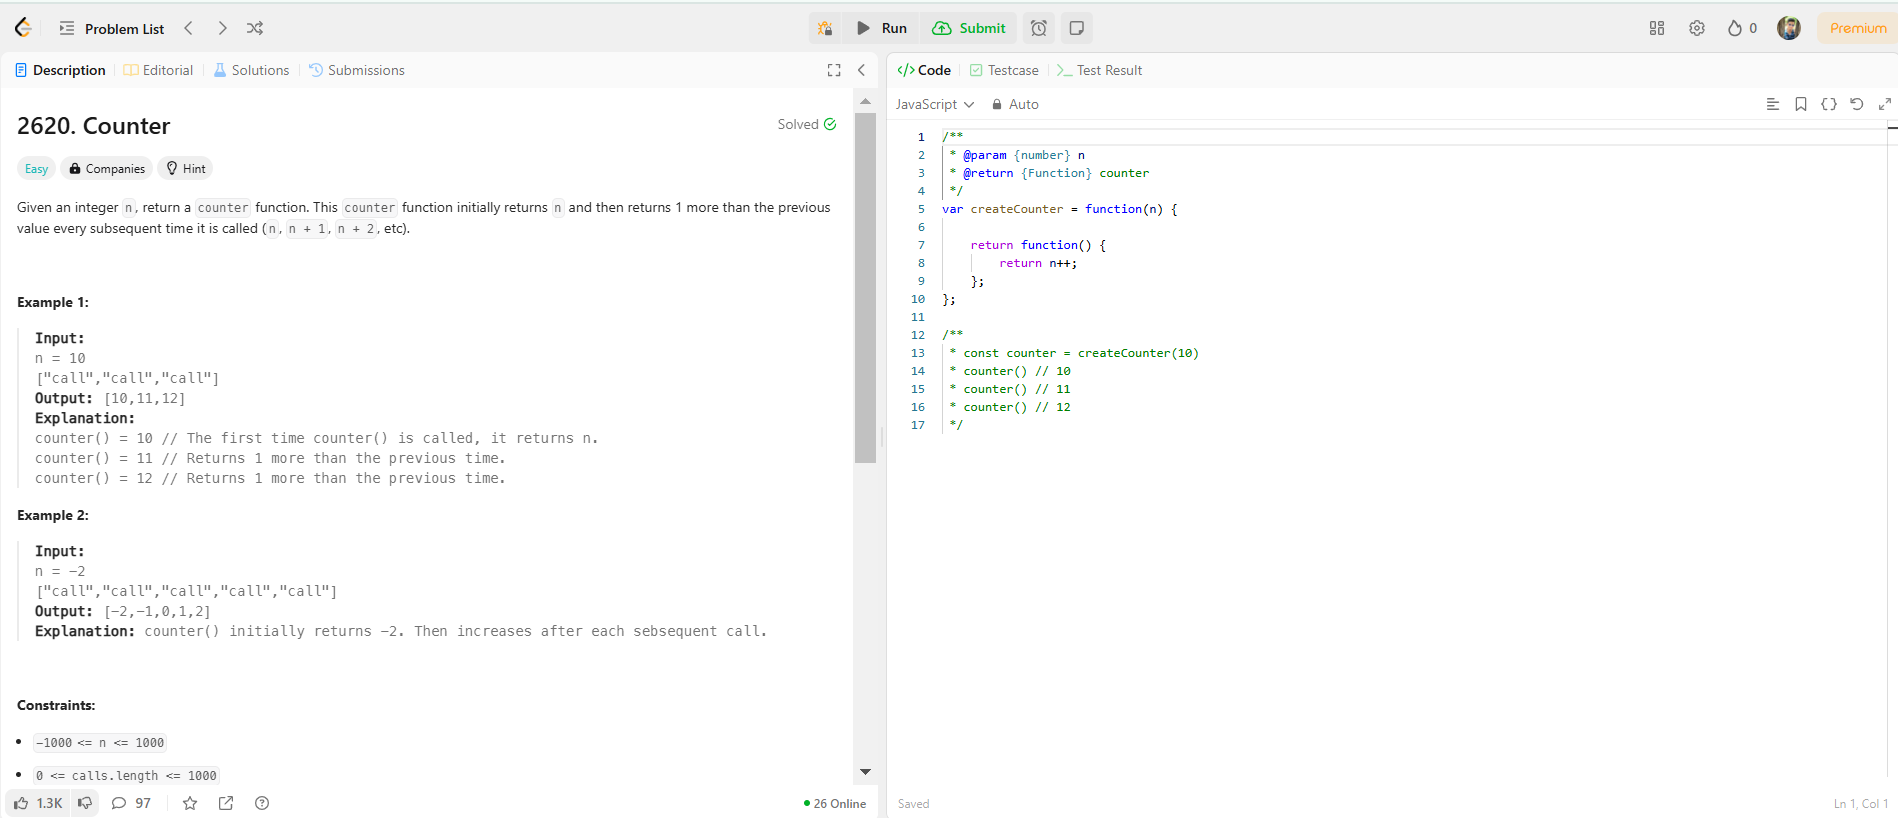 Problem List
Run
Submit
0
Premium
Description
Editorial
Solutions
Submissions
2620. Counter
Solved
Easy
Companies
Hint
Given an integer n, return a counter function. This counter function initially returns n and then returns 1 more than the previous
value every subsequent time it is called (n, n + 1, n + 2, etc).
Example 1:
Input:
n = 10
["call","call","call"]
Output: [10,11,12]
Explanation:
counter() = 10 // The first time counter() is called, it returns n.
counter() = 11 // Returns 1 more than the previous time.
counter() = 12 // Returns 1 more than the previous time.
Example 2:
Input:
n = -2
["call","call","call","call","call"]
Output: [-2,-1,0,1,2]
Explanation: counter() initially returns -2. Then increases after each sebsequent call.
Constraints:
• -1000 <= n <= 1000
• 0 <= calls.length <= 1000
1.3K
97
26 Online
Code
Testcase
Test Result
JavaScript
Auto
1 /**
2 * @param {number} n
3 * @return {Function} counter
4 */
5 var createCounter = function(n) {
6
7 return function() {
8 return n++;
9 };
10 };
11
12 /**
13 * const counter = createCounter(10)
14 * counter() // 10
15 * counter() // 11
16 * counter() // 12
17 */
Saved
Ln 1, Col 1